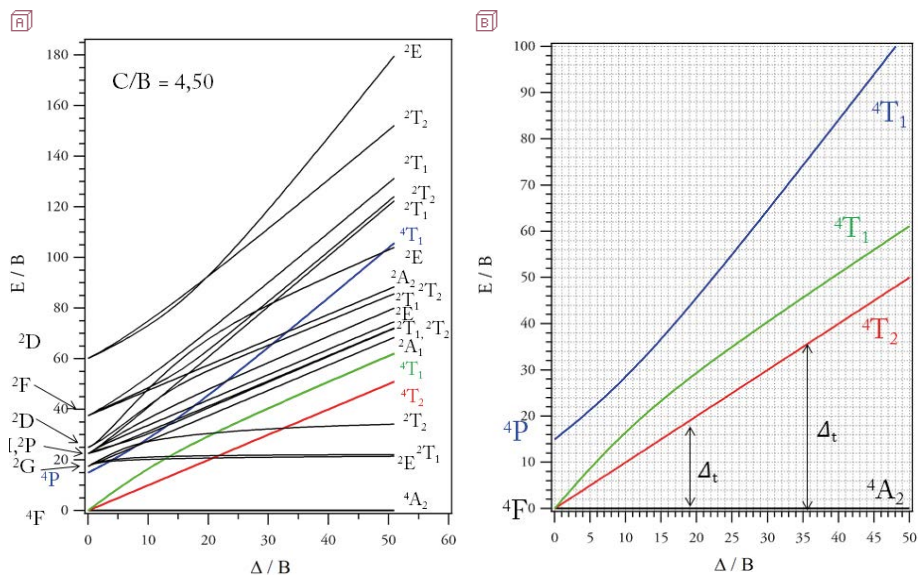 A
C/B = 4,50
E / B
180
160
140
120
100
80
60
40
20
0
0 10 20 30 40 50 60
Δ / B
²D
²F
²D
,²P
²G
⁴P
⁴F
²E
²T₂
²T₁
²T₂
²T₁
⁴T₁
²E
²A₂
²T₂
²T₁
²E
²T₁, ²T₂
²A₁
⁴T₁
⁴T₂
²T₂
²E
²T₁
⁴A₂
B
E / B
100
80
60
40
30
20
10
0
0 5 10 15 20 25 30 35 40 45 50
Δ / B
⁴P
⁴F
⁴T₁
⁴T₁
⁴T₂
Δt
Δt
⁴A₂